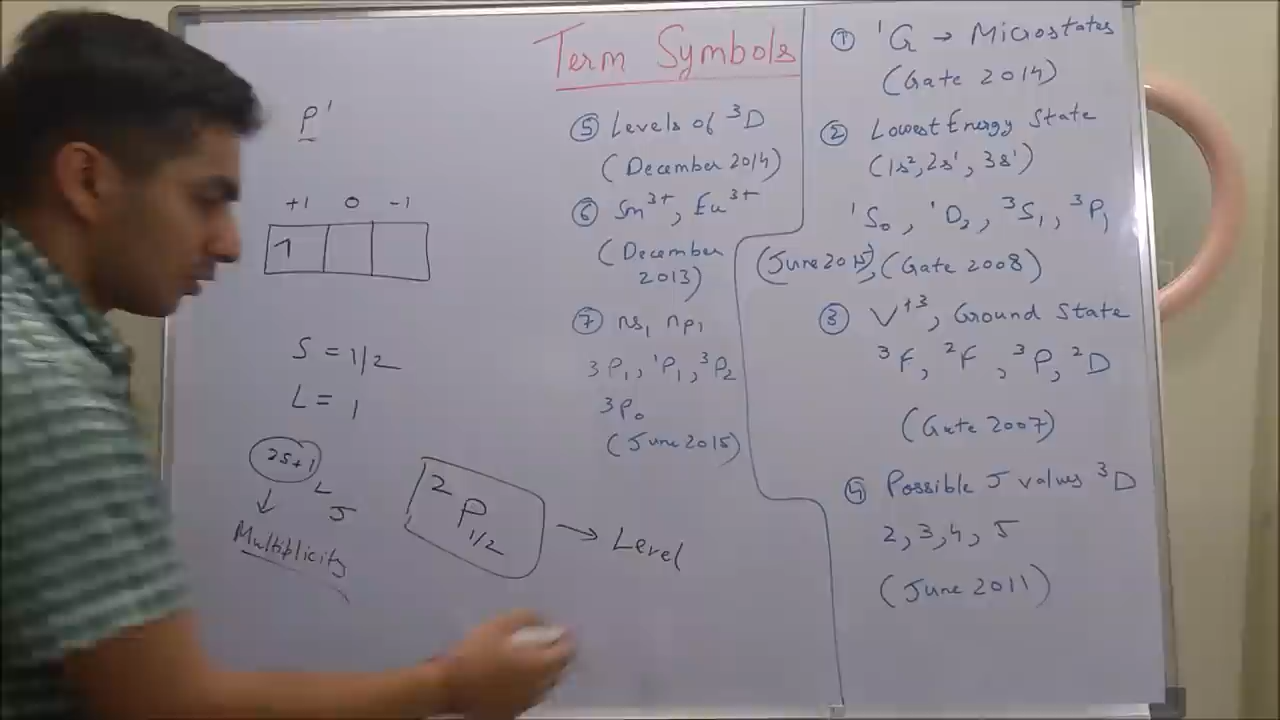 Term Symbols
p¹
+1 0 -1
1
S = 1/2
L = 1
2S+1
L
J
Multiplicity
²P1/2 → Level
⑤ Levels of ³D
(December 2014)
⑥ Sm³⁺, Eu³⁺
(December
2013)
⑦ ns, np,
3P₁, ¹P₁, ³P₂
3P₀
(June 2015)
① ¹G → Microstates
(Gate 2014)
② Lowest Energy State
(1s², 2s¹, 3s¹)
¹S₀, ¹D₂, ³S₁, ³P₁
(June 2015), (Gate 2008)
③ V⁺³, Ground State
³F, ²F, ³P, ²D
(Gate 2007)
④ Possible J values ³D
2, 3, 4, 5
(June 2011)